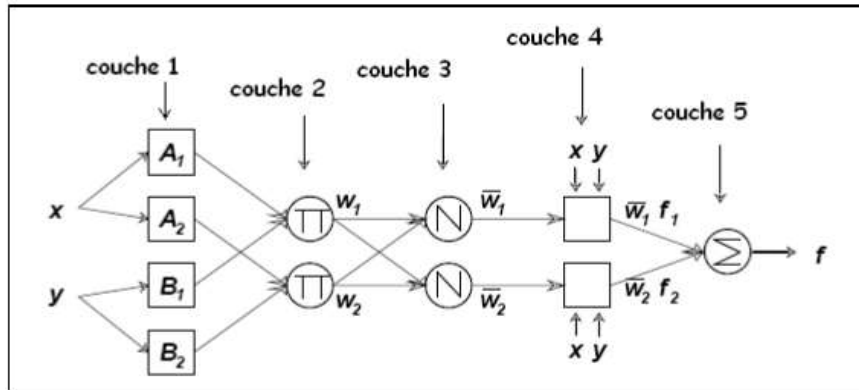 couche 1
couche 2
couche 3
couche 4
couche 5
x
y
A₁
A₂
B₁
B₂
Π
Π
w₁
w₂
N
N
w̅₁
w̅₂
x y
x y
w̅₁ f₁
w̅₂ f₂
Σ
f